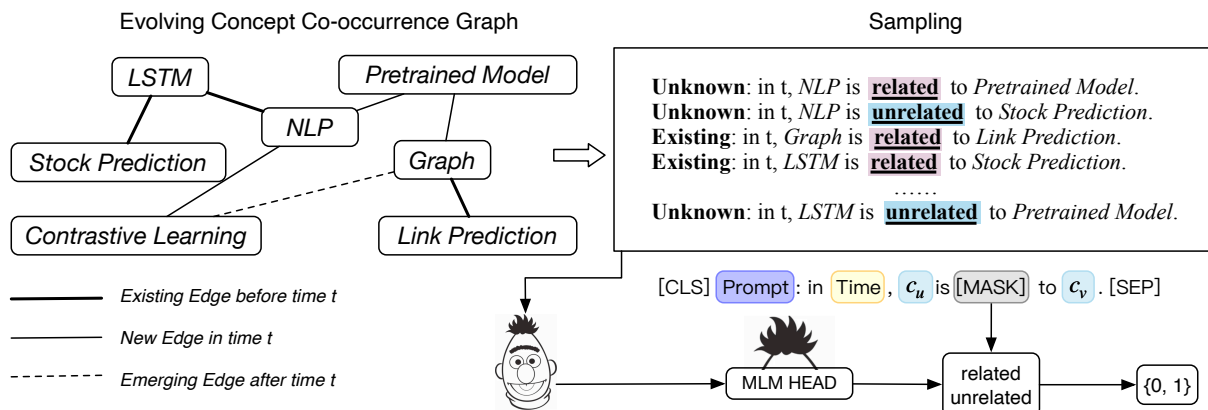 Evolving Concept Co-occurrence Graph
LSTM
Pretrained Model
NLP
Stock Prediction
Graph
Contrastive Learning
Link Prediction
Existing Edge before time t
New Edge in time t
Emerging Edge after time t
Sampling
Unknown: in t, NLP is related to Pretrained Model.
Unknown: in t, NLP is unrelated to Stock Prediction.
Existing: in t, Graph is related to Link Prediction.
Existing: in t, LSTM is related to Stock Prediction.
......
Unknown: in t, LSTM is unrelated to Pretrained Model.
[CLS] Prompt: in Time, c_u is [MASK] to c_v. [SEP]
MLM HEAD
related
unrelated
{0, 1}